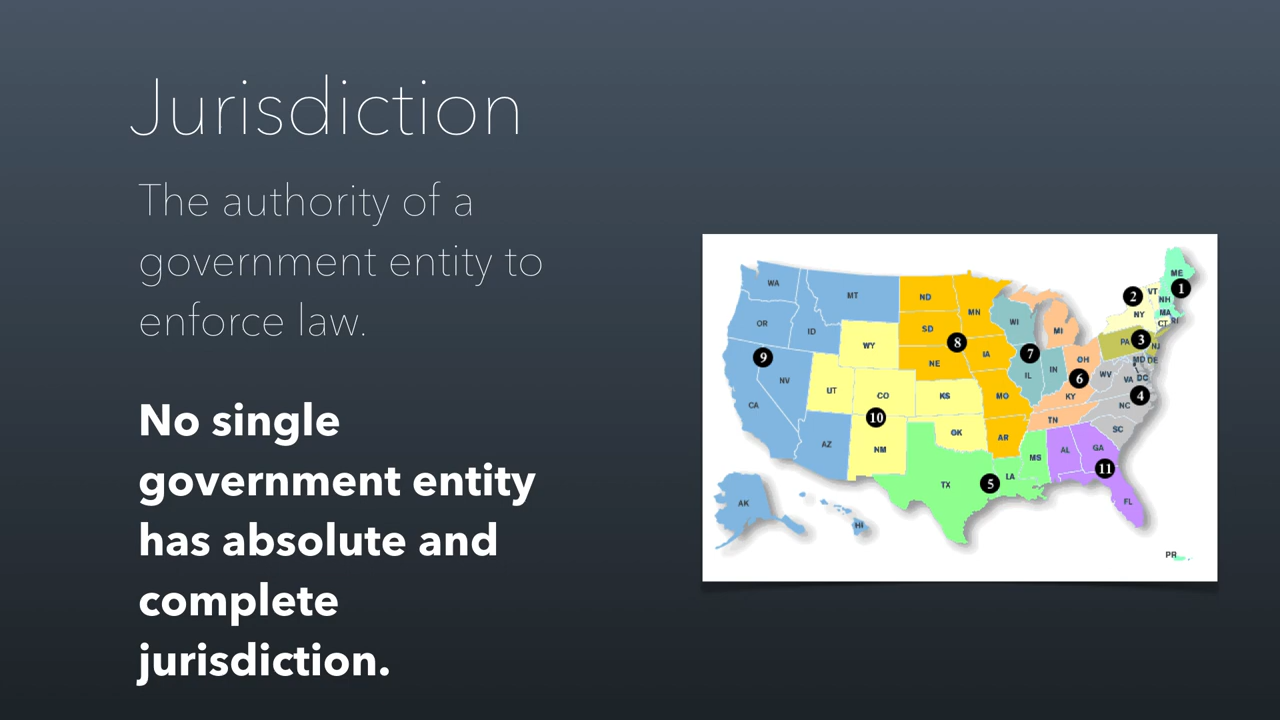 Jurisdiction
The authority of a
government entity to
enforce law.
No single
government entity
has absolute and
complete
jurisdiction.
WA
OR
ID
MT
9
NV
CA
AZ
WY
UT
CO
10
NM
KS
OK
ND
SD
8
NE
MN
IA
MO
AR
WI
7
IL
IN
MI
OH
6
KY
TN
ME
1
2
VT
NH
NY
MA
CT
RI
PA
3
NJ
MD
DE
WV
VA
DC
4
NC
SC
TX
5
LA
MS
AL
GA
11
FL
AK
HI
PR